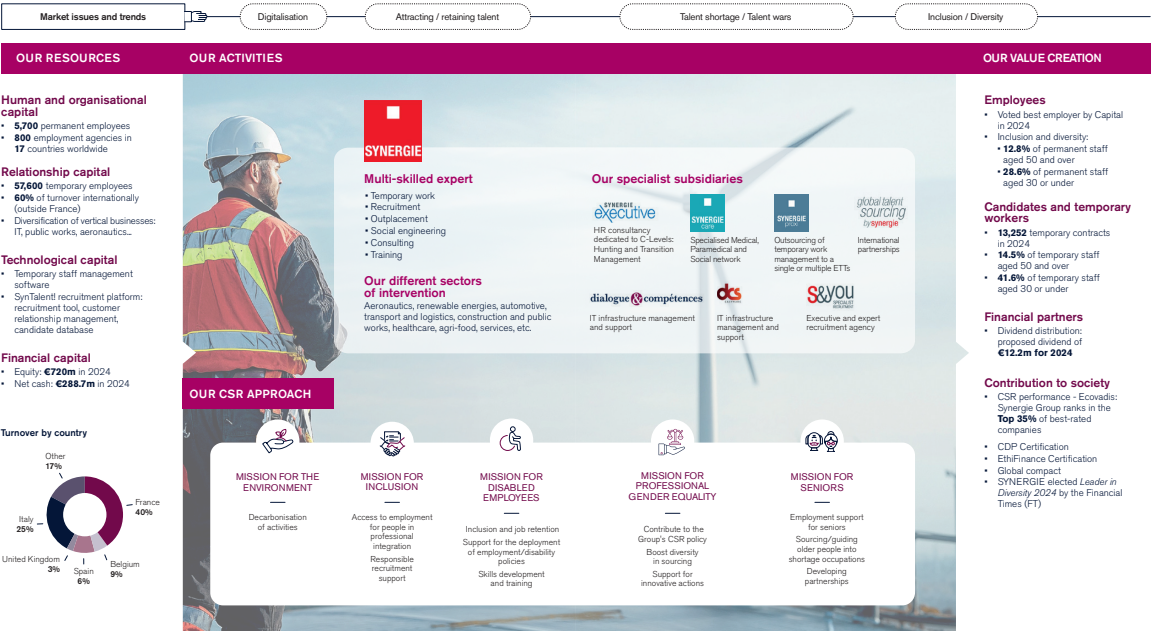 Market issues and trends
Digitalisation
Attracting / retaining talent
Talent shortage / Talent wars
Inclusion / Diversity
OUR RESOURCES
OUR ACTIVITIES
OUR VALUE CREATION
Human and organisational
capital
• 5,700 permanent employees
• 800 employment agencies in
17 countries worldwide
Relationship capital
• 57,600 temporary employees
• 60% of turnover internationally
(outside France)
• Diversification of vertical businesses:
IT, public works, aeronautics...
Technological capital
• Temporary staff management
software
• SynTalent! recruitment platform:
recruitment tool, customer
relationship management,
candidate database
Financial capital
• Equity: €720m in 2024
• Net cash: €288.7m in 2024
Turnover by country
Other
17%
France
40%
Italy
25%
United Kingdom
3%
Spain
6%
Belgium
9%
SYNERGIE
Multi-skilled expert
• Temporary work
• Recruitment
• Outplacement
• Social engineering
• Consulting
• Training
Our different sectors
of intervention
Aeronautics, renewable energies, automotive,
transport and logistics, construction and public
works, healthcare, agri-food, services, etc.
Our specialist subsidiaries
SYNERGIE
executive
HR consultancy
dedicated to C-Levels:
Hunting and Transition
Management
SYNERGIE
care
Specialised Medical,
Paramedical and
Social network
SYNERGIE
prox
Outsourcing of
temporary work
management to a
single or multiple ETTs
global talent
sourcing
by synergie
International
partnerships
dialogue & compétences
IT infrastructure management
and support
dcs
IT infrastructure
management and
support
S&YOU
SPECIALIST
RECRUITMENT
Executive and expert
recruitment agency
OUR CSR APPROACH
MISSION FOR THE
ENVIRONMENT
Decarbonisation
of activities
MISSION FOR
INCLUSION
Access to employment
for people in
professional
integration
Responsible
recruitment
support
MISSION FOR
DISABLED
EMPLOYEES
Inclusion and job retention
Support for the deployment
of employment/disability
policies
Skills development
and training
MISSION FOR
PROFESSIONAL
GENDER EQUALITY
Contribute to the
Group's CSR policy
Boost diversity
in sourcing
Support for
innovative actions
MISSION FOR
SENIORS
Employment support
for seniors
Sourcing/guiding
older people into
shortage occupations
Developing
partnerships
Employees
• Voted best employer by Capital
in 2024
• Inclusion and diversity:
• 12.8% of permanent staff
aged 50 and over
• 28.6% of permanent staff
aged 30 or under
Candidates and temporary
workers
• 13,252 temporary contracts
in 2024
• 14.5% of temporary staff
aged 50 and over
• 41.6% of temporary staff
aged 30 or under
Financial partners
• Dividend distribution:
proposed dividend of
€12.2m for 2024
Contribution to society
• CSR performance - Ecovadis:
Synergie Group ranks in the
Top 35% of best-rated
companies
• CDP Certification
• EthiFinance Certification
• Global compact
• SYNERGIE elected Leader in
Diversity 2024 by the Financial
Times (FT)